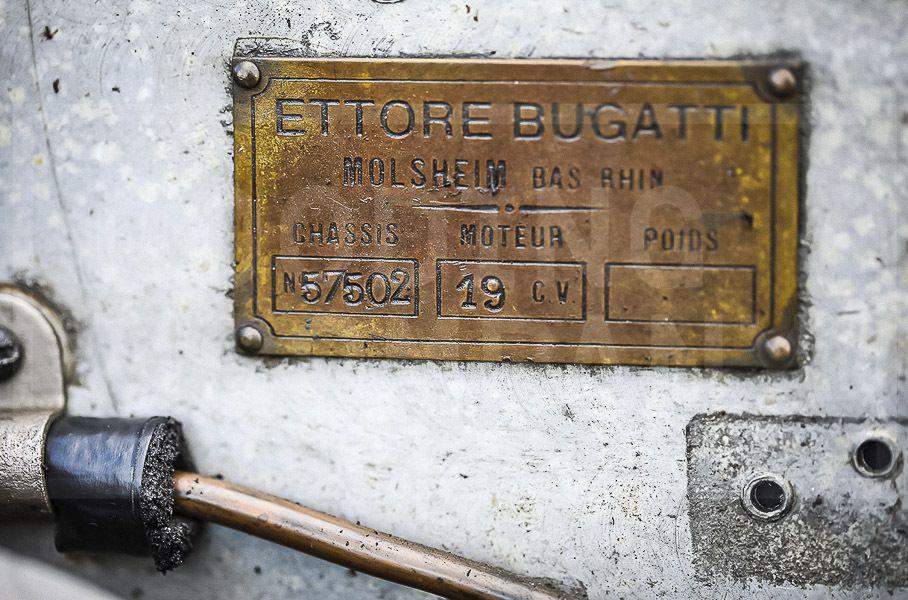 ETTORE BUGATTI
MOLSHEIM BAS RHIN
CHASSIS MOTEUR POIDS
N 57502 19 C.V.